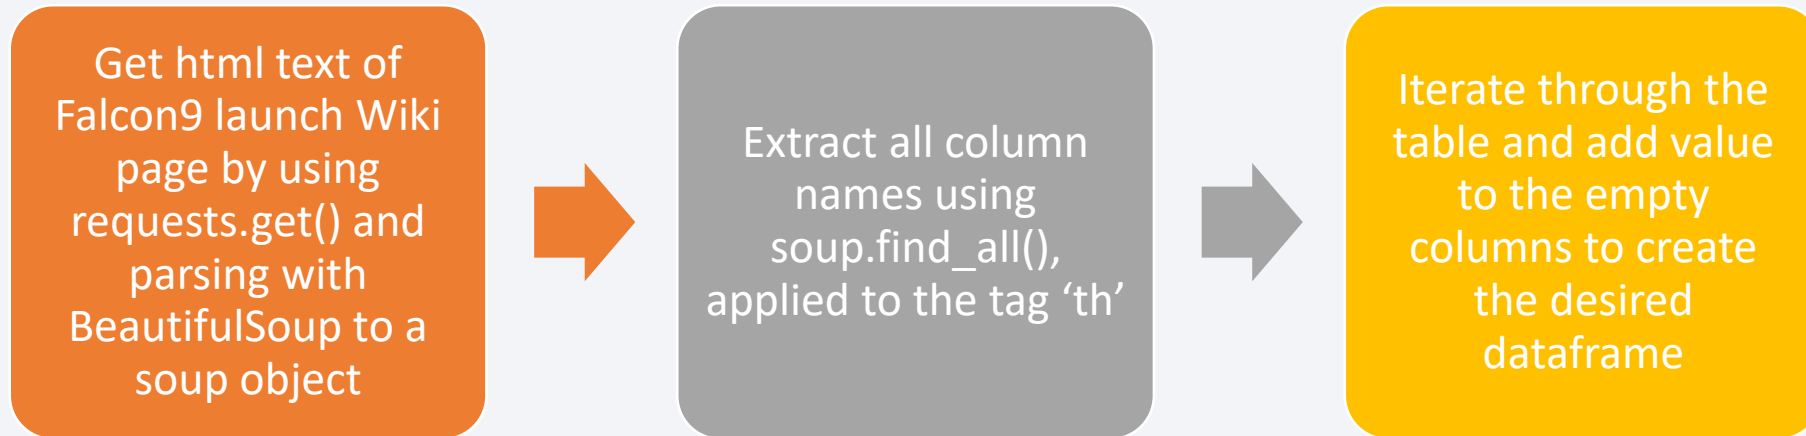 Get html text of
Falcon9 launch Wiki
page by using
requests.get() and
parsing with
BeautifulSoup to a
soup object
Extract all column
names using
soup.find_all(),
applied to the tag ‘th’
Iterate through the
table and add value
to the empty
columns to create
the desired
dataframe